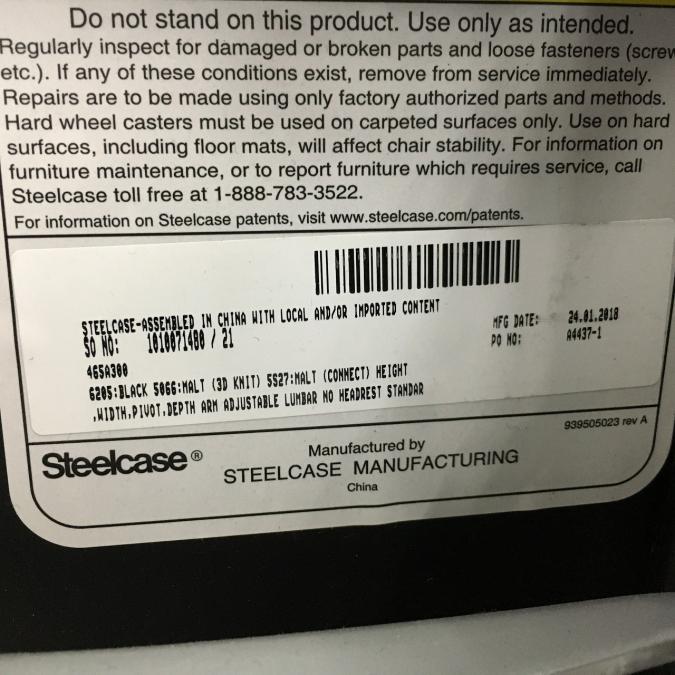 Do not stand on this product. Use only as intended.
Regularly inspect for damaged or broken parts and loose fasteners (screw
etc.). If any of these conditions exist, remove from service immediately.
Repairs are to be made using only factory authorized parts and methods.
Hard wheel casters must be used on carpeted surfaces only. Use on hard
surfaces, including floor mats, will affect chair stability. For information on
furniture maintenance, or to report furniture which requires service, call
Steelcase toll free at 1-888-783-3522.
For information on Steelcase patents, visit www.steelcase.com/patents.
STEELCASE-ASSEMBLED IN CHINA WITH LOCAL AND/OR IMPORTED CONTENT
SO NO: 1010071480 / 21
MFG DATE: 24.01.2018
PO NO: A4437-1
465A300
6205:BLACK 5066:MALT (3D KNIT) 5S27:MALT (CONNECT) HEIGHT
,WIDTH,PIVOT,DEPTH ARM ADJUSTABLE LUMBAR NO HEADREST STANDAR
939505023 rev A
Steelcase®
Manufactured by
STEELCASE MANUFACTURING
China